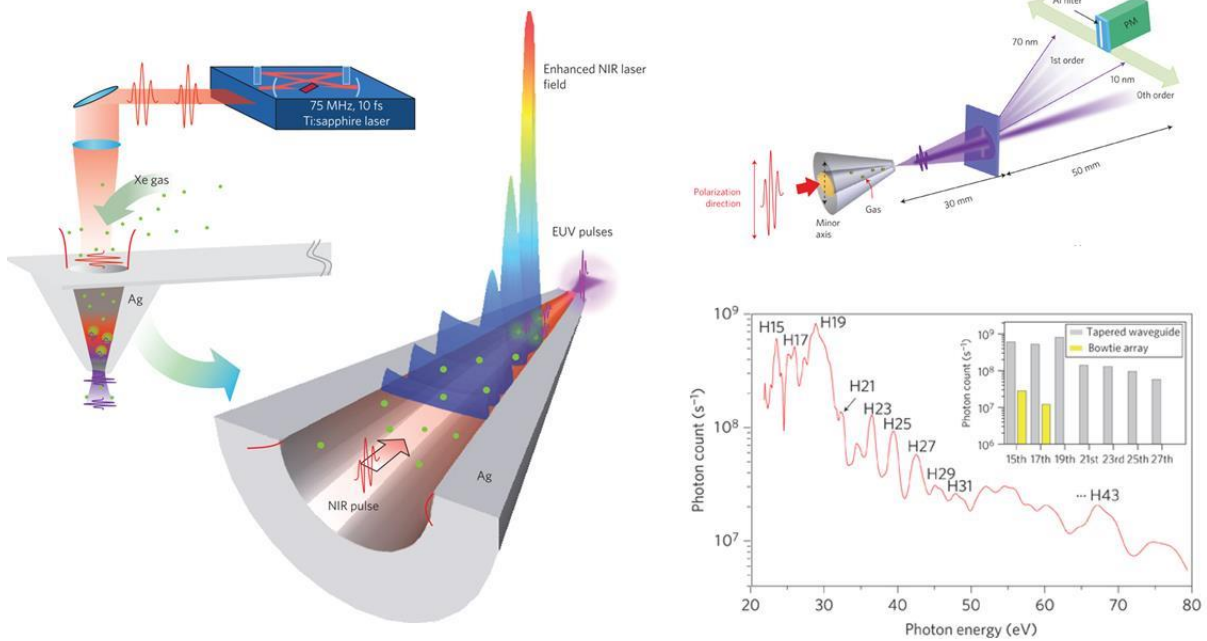 Enhanced NIR laser
field
75 MHz, 10 fs
Ti:sapphire laser
Xe gas
Ag
EUV pulses
NIR pulse
Ag
Al filter
PM
70 nm
1st order
10 nm
0th order
50 mm
30 mm
Polarization
direction
Minor
axis
Gas
Photon count (s⁻¹)
10⁹
10⁸
10⁷
H15
H17
H19
H21
H23
H25
H27
H29
H31
··· H43
20 30 40 50 60 70 80
Photon energy (eV)
Photon count (s⁻¹)
10⁹
10⁸
10⁷
10⁶
Tapered waveguide
Bowtie array
15th 17th 19th 21st 23rd 25th 27th